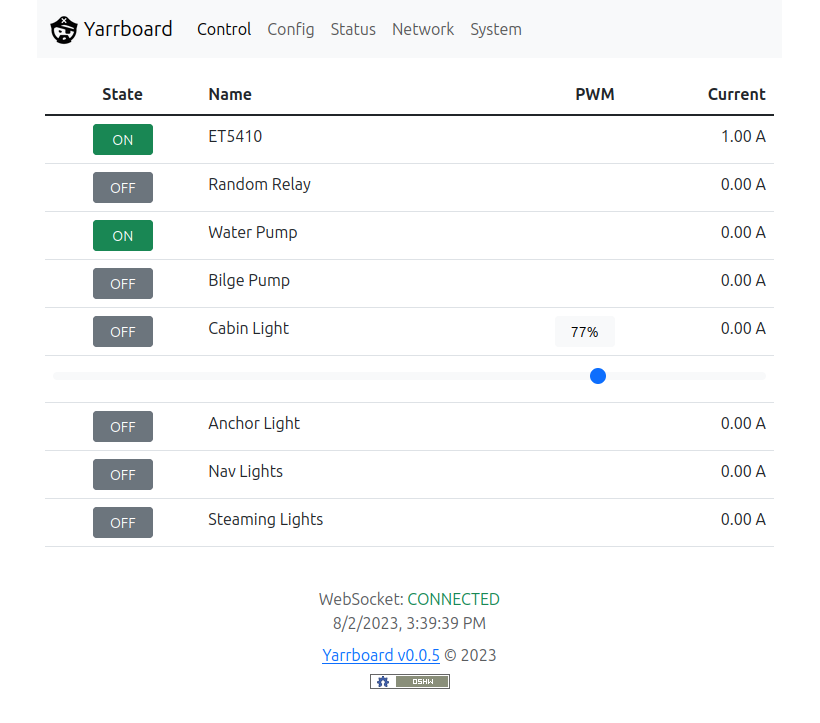 Yarrboard Control Config Status Network System
State Name PWM Current
ON ET5410 1.00 A
OFF Random Relay 0.00 A
ON Water Pump 0.00 A
OFF Bilge Pump 0.00 A
OFF Cabin Light 77% 0.00 A
OFF Anchor Light 0.00 A
OFF Nav Lights 0.00 A
OFF Steaming Lights 0.00 A
WebSocket: CONNECTED
8/2/2023, 3:39:39 PM
Yarrboard v0.0.5 © 2023
OSHW